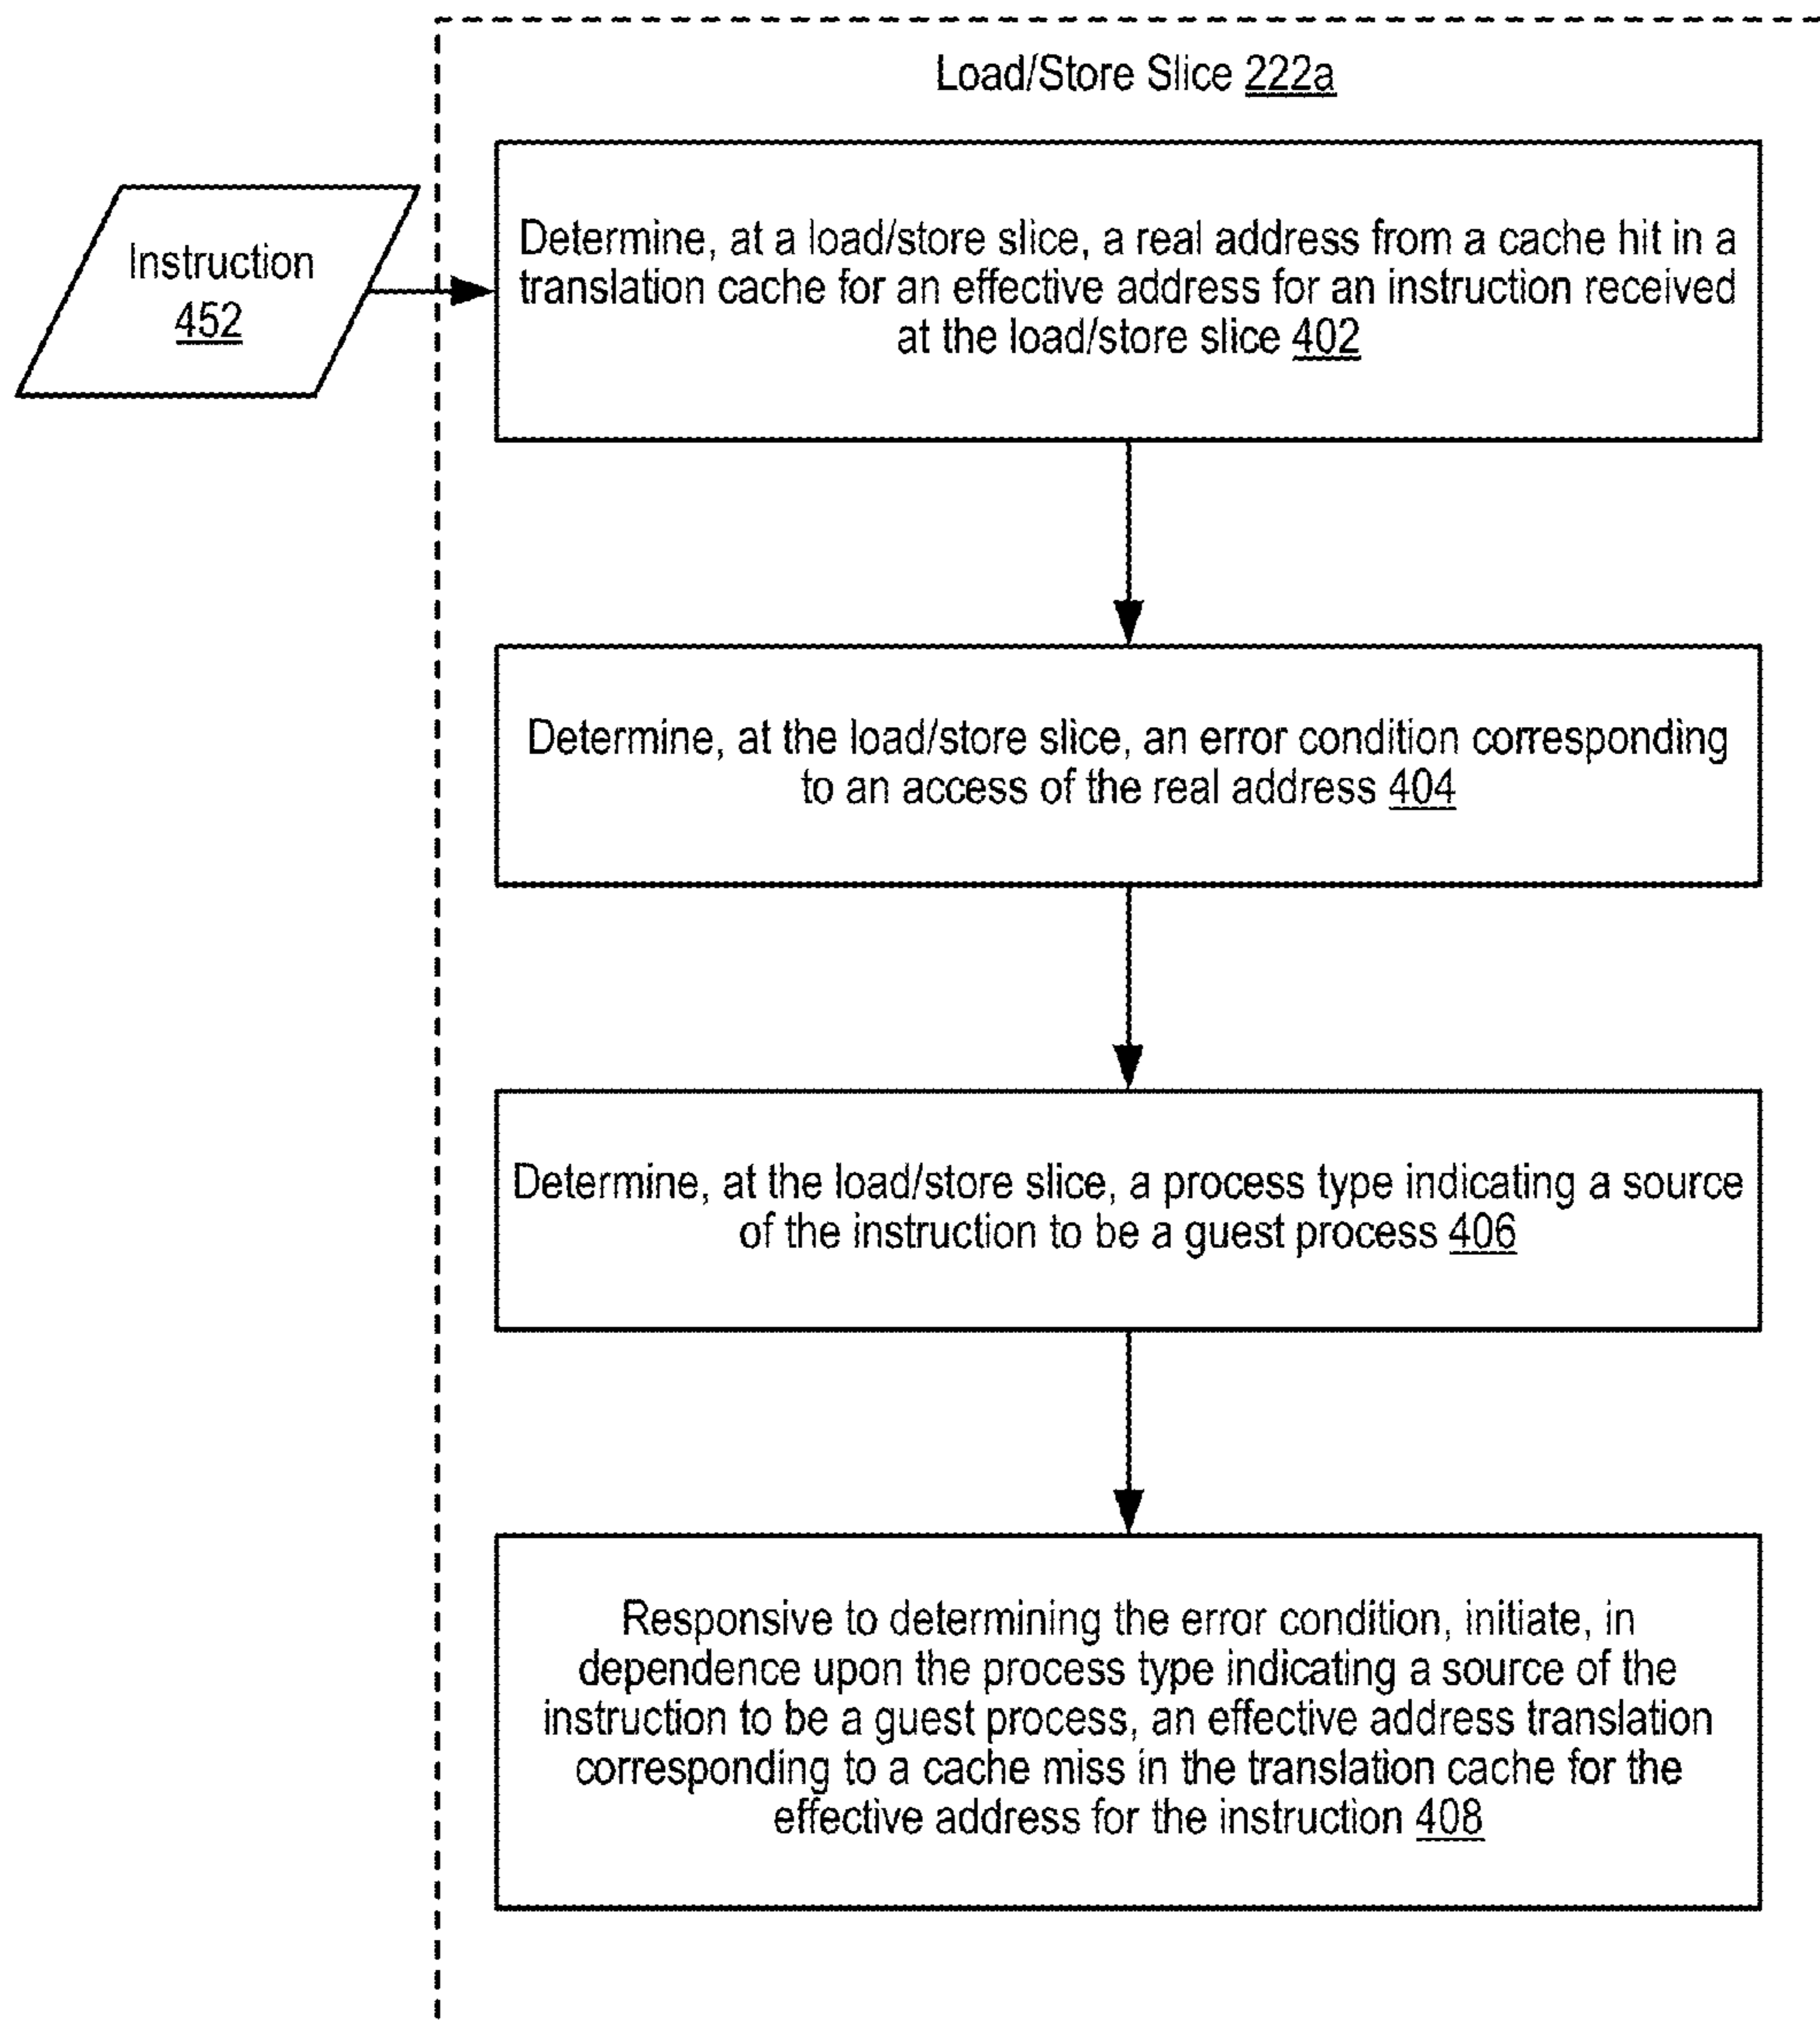 Load/Store Slice 222a
Instruction
452
Determine, at a load/store slice, a real address from a cache hit in a
translation cache for an effective address for an instruction received
at the load/store slice 402
Determine, at the load/store slice, an error condition corresponding
to an access of the real address 404
Determine, at the load/store slice, a process type indicating a source
of the instruction to be a guest process 406
Responsive to determining the error condition, initiate, in
dependence upon the process type indicating a source of the
instruction to be a guest process, an effective address translation
corresponding to a cache miss in the translation cache for the
effective address for the instruction 408